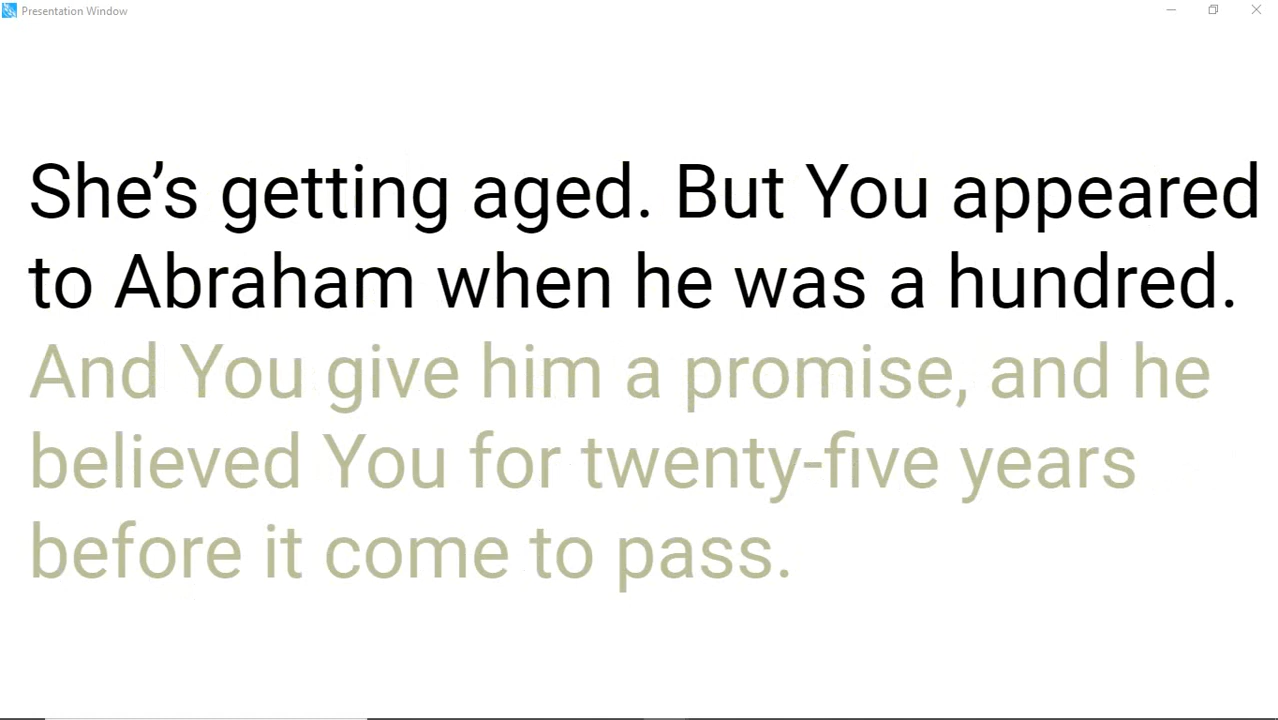 Presentation Window
She’s getting aged. But You appeared
to Abraham when he was a hundred.
And You give him a promise, and he
believed You for twenty-five years
before it come to pass.